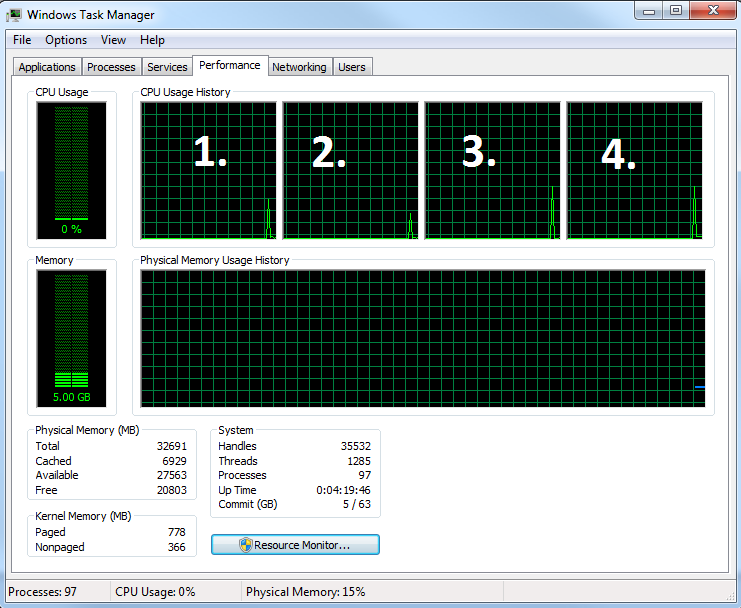 Windows Task Manager
File Options View Help
Applications Processes Services Performance Networking Users
CPU Usage
CPU Usage History
1. 2. 3. 4.
0 %
Memory
Physical Memory Usage History
5.00 GB
Physical Memory (MB)
Total 32691
Cached 6929
Available 27563
Free 20803
Kernel Memory (MB)
Paged 778
Nonpaged 366
System
Handles 35532
Threads 1285
Processes 97
Up Time 0:04:19:46
Commit (GB) 5 / 63
Resource Monitor...
Processes: 97 CPU Usage: 0% Physical Memory: 15%